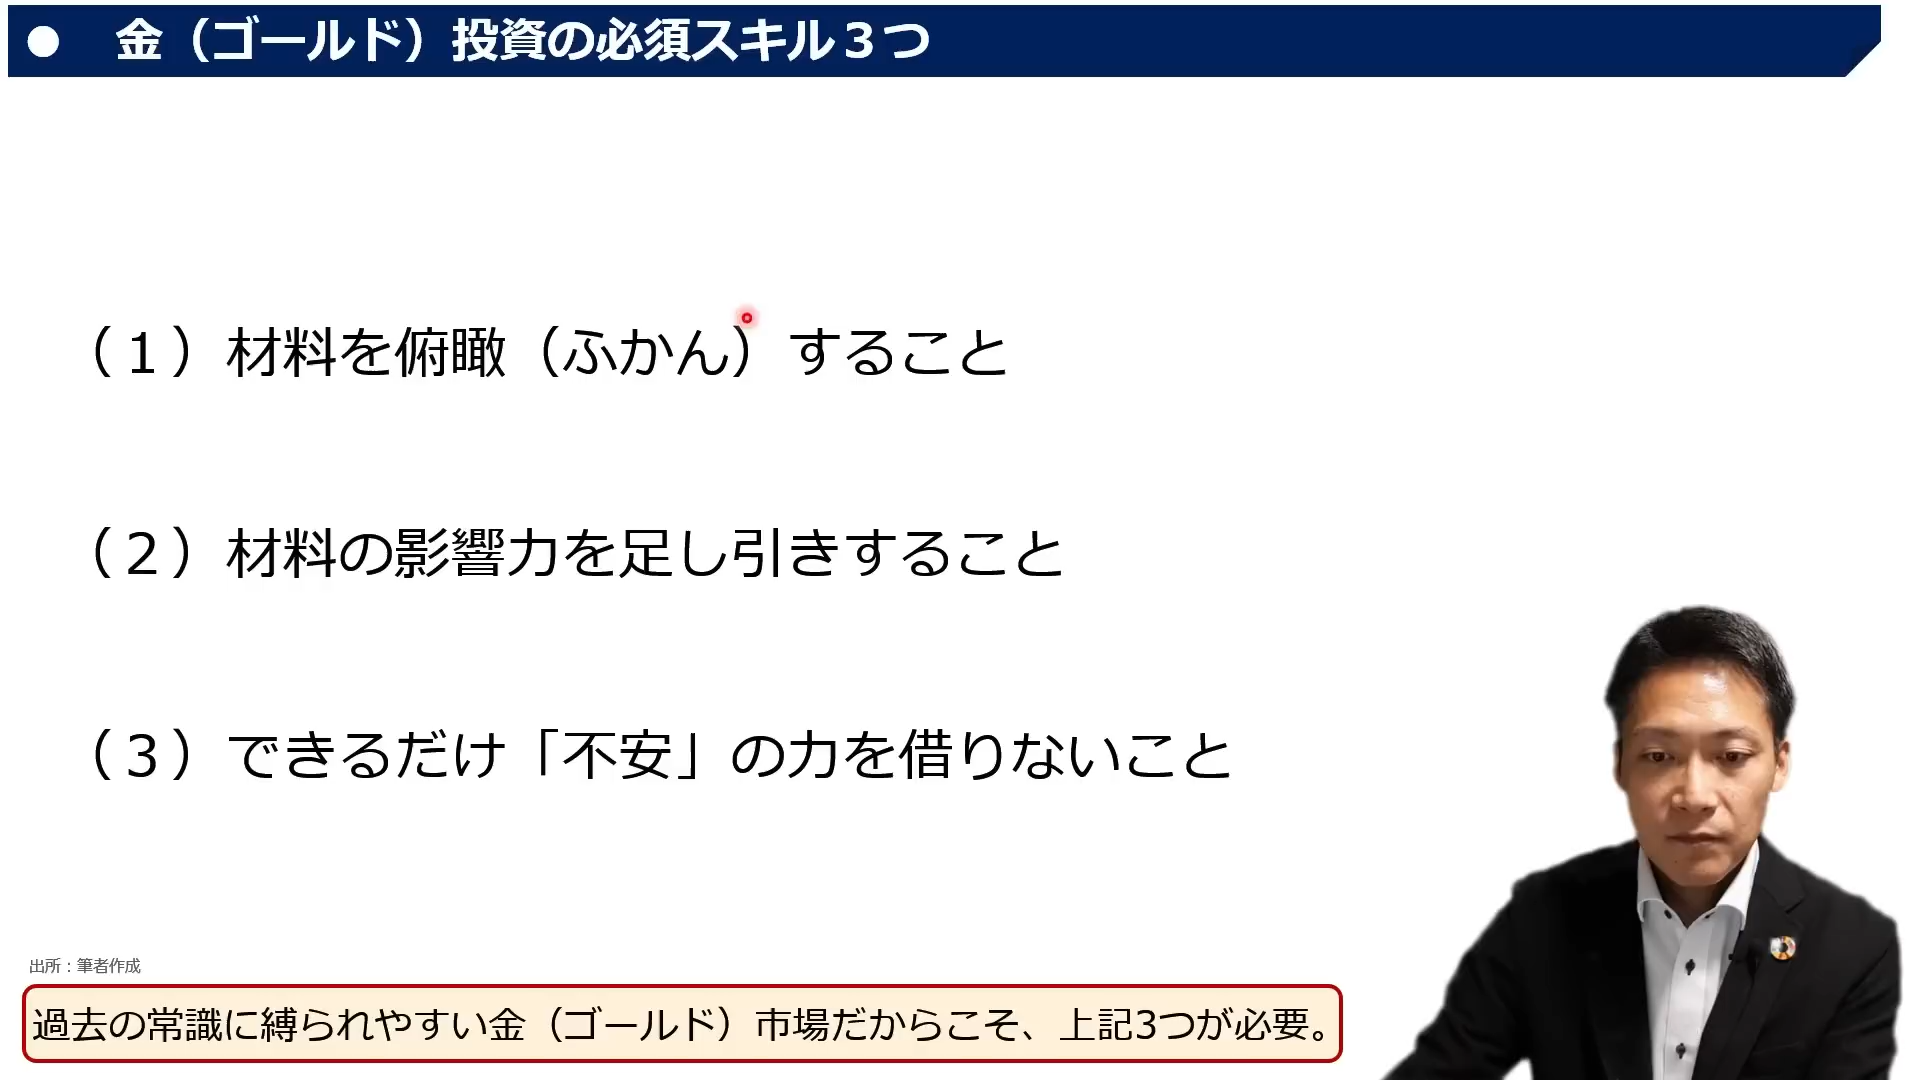 ● 金（ゴールド）投資の必須スキル３つ
（１）材料を俯瞰（ふかん）すること
（２）材料の影響力を足し引きすること
（３）できるだけ「不安」の力を借りないこと
出所：筆者作成
過去の常識に縛られやすい金（ゴールド）市場だからこそ、上記3つが必要。